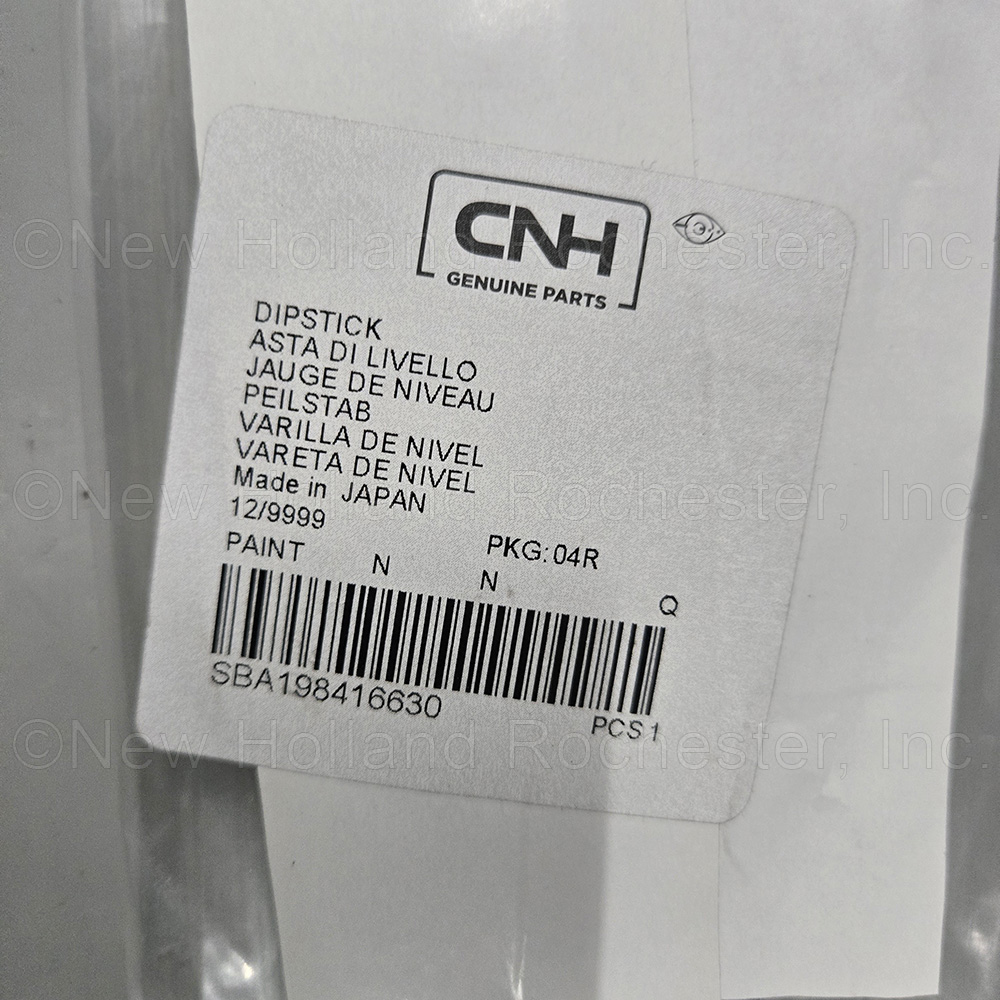 CNH
GENUINE PARTS
DIPSTICK
ASTA DI LIVELLO
JAUGE DE NIVEAU
PEILSTAB
VARILLA DE NIVEL
VARETA DE NIVEL
Made in JAPAN
12/9999
PKG:04R
PAINT N N Q
SBA198416630
PCS 1
©New Holland Rochester, Inc.
©New Holland Rochester, Inc.
©New Holland Rochester, Inc.